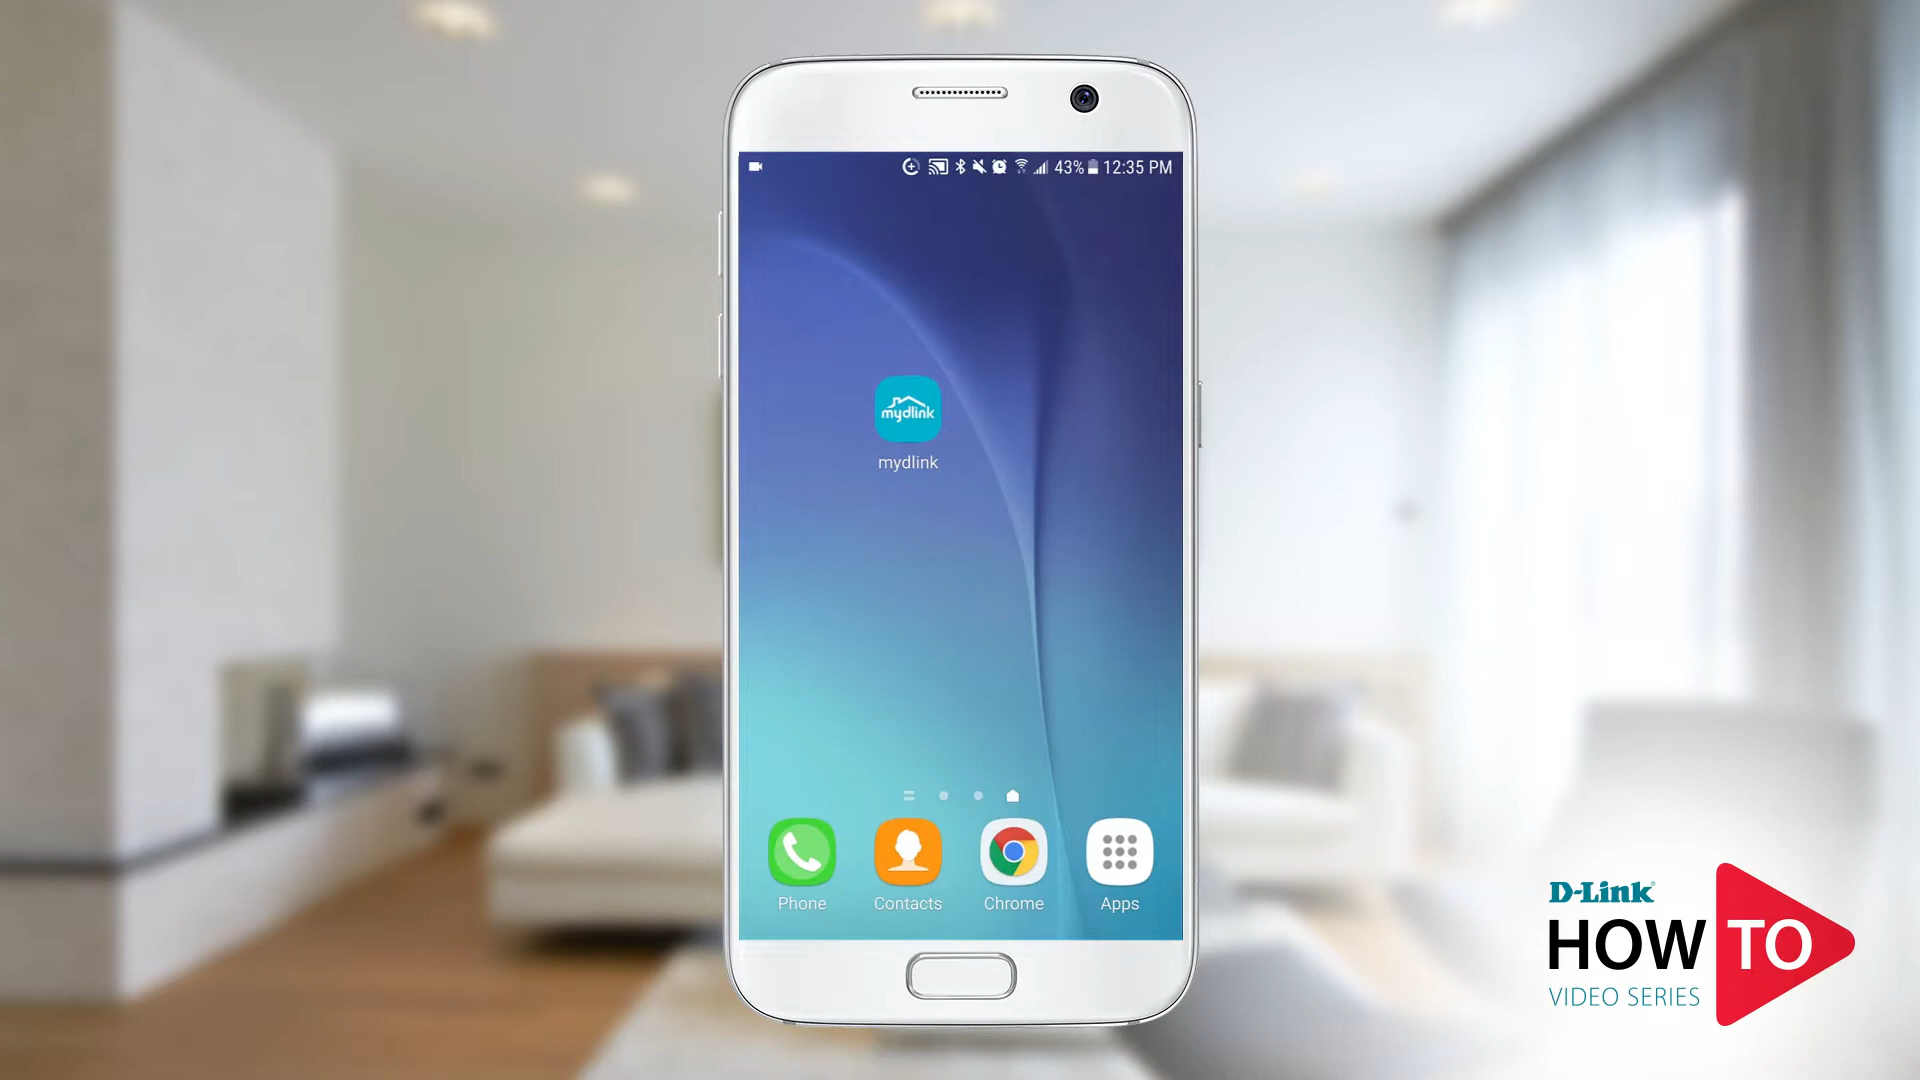 43% 12:35 PM
mydlink
mydlink
Phone Contacts Chrome Apps
D-Link®
HOW TO
VIDEO SERIES